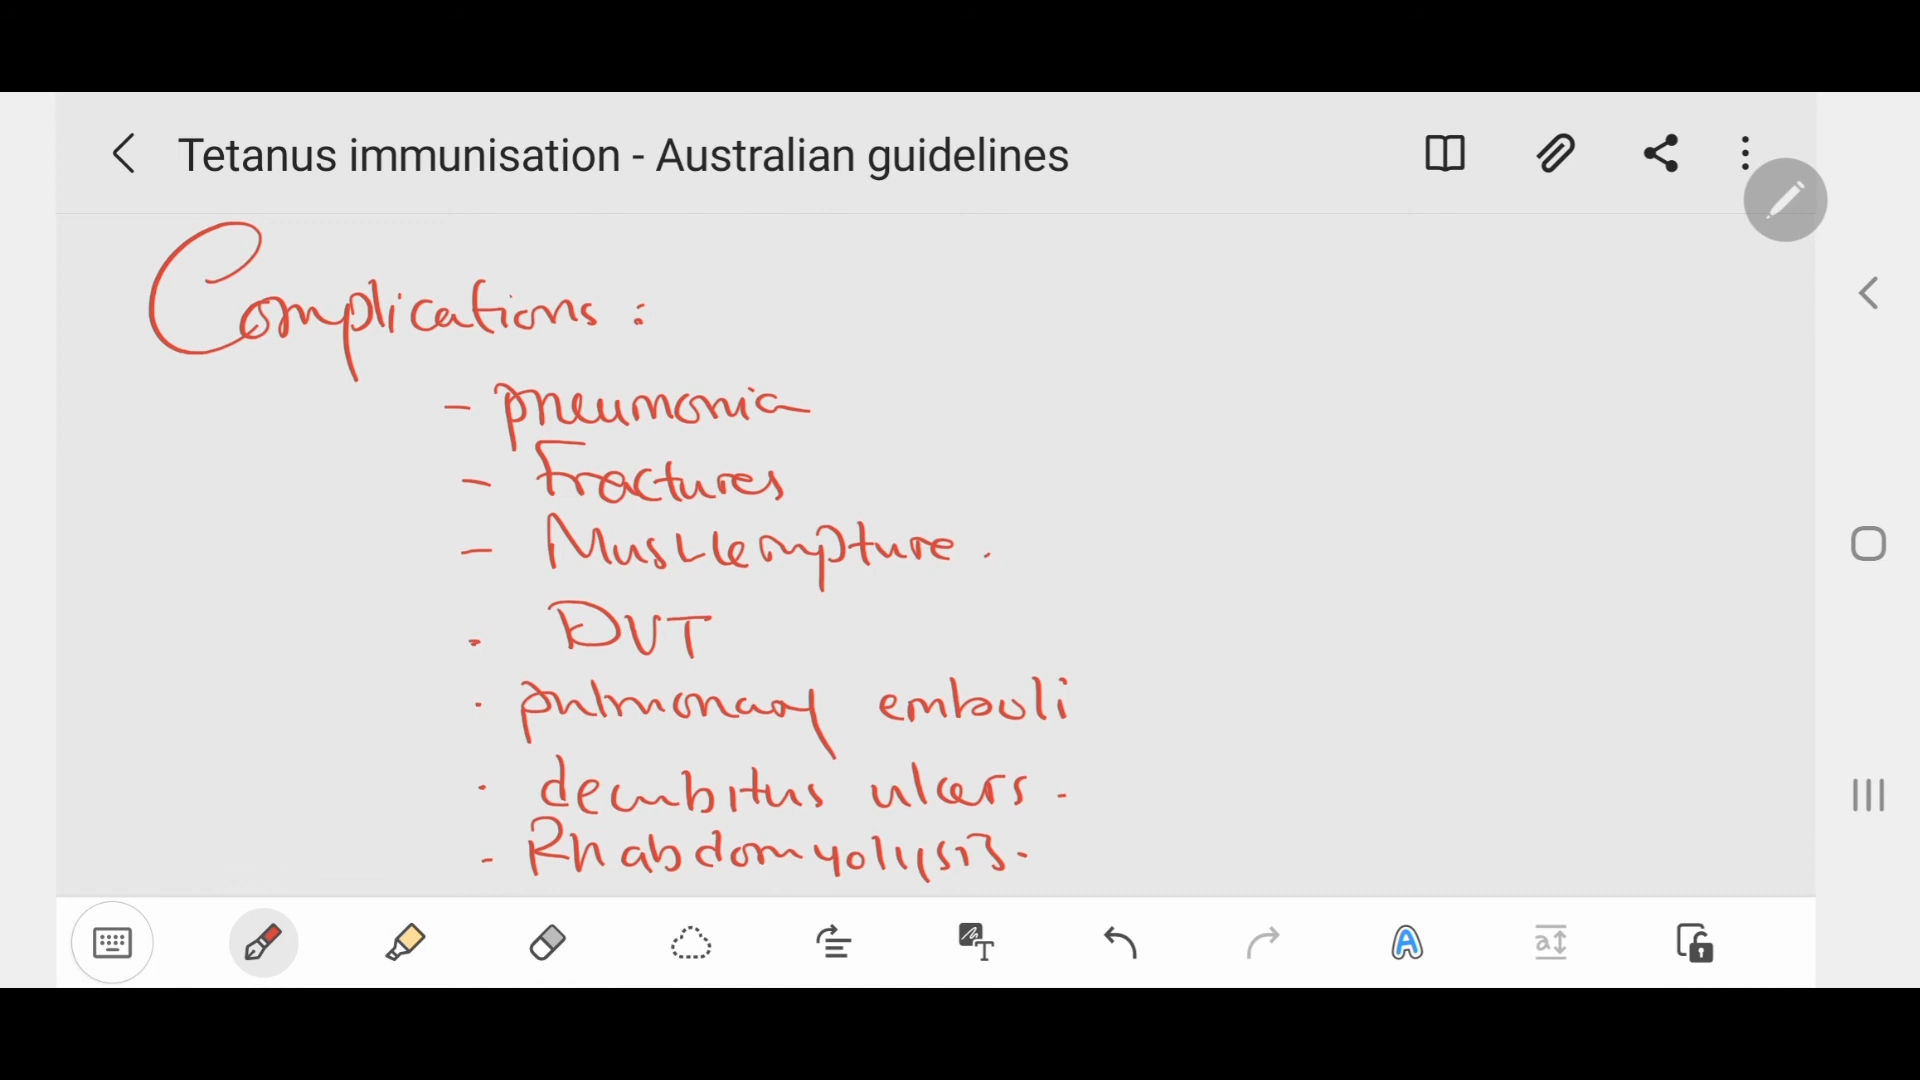 Tetanus immunisation - Australian guidelines
Complications :
- pneumonia
- Fractures
- Muscle rupture .
- DVT
- pulmonary emboli
- decubitus ulcers .
- Rhabdomyolysis .